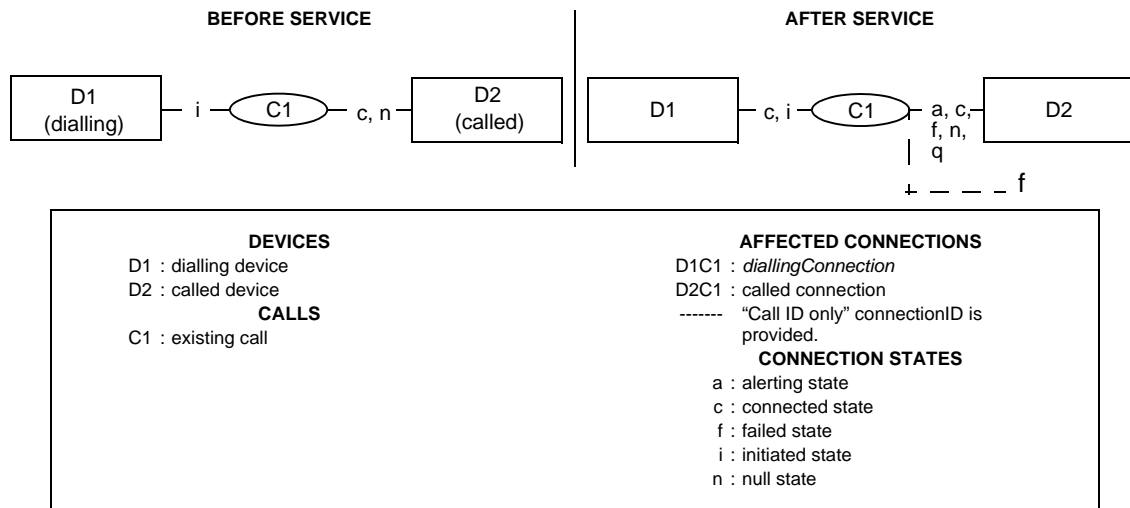 BEFORE SERVICE
AFTER SERVICE
D1
(dialling)
i
C1
c, n
D2
(called)
D1
c, i
C1
a, c,
f, n,
q
D2
f
DEVICES
D1 : dialling device
D2 : called device
CALLS
C1 : existing call
AFFECTED CONNECTIONS
D1C1 : diallingConnection
D2C1 : called connection
------- “Call ID only” connectionID is
provided.
CONNECTION STATES
a : alerting state
c : connected state
f : failed state
i : initiated state
n : null state